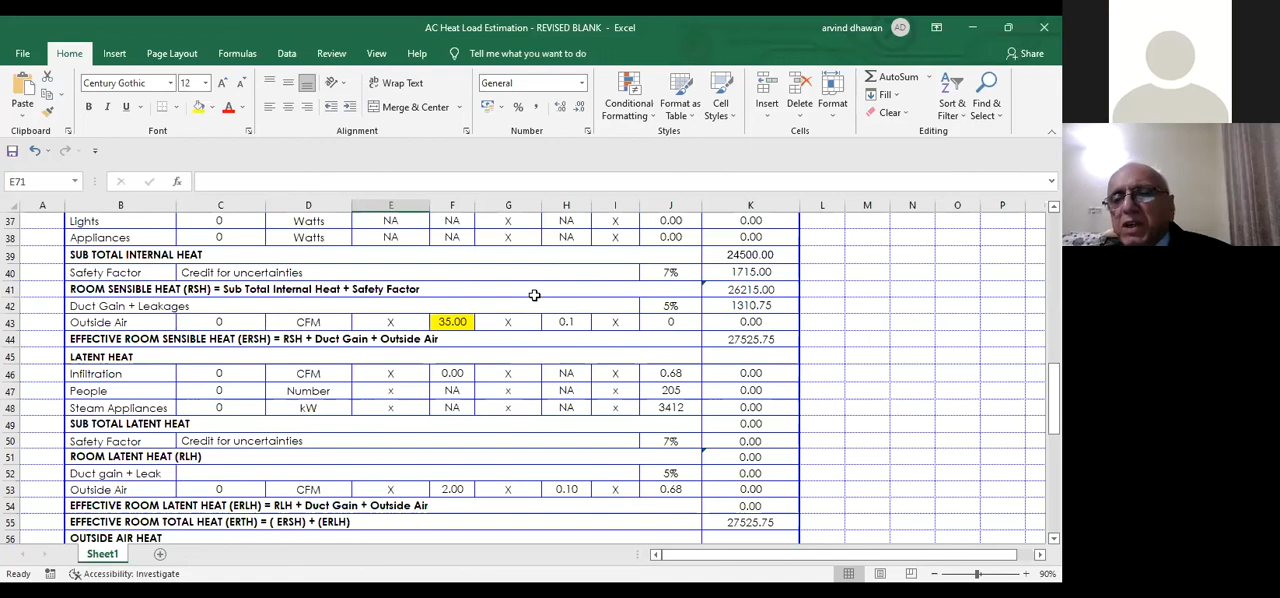 AC Heat Load Estimation - REVISED BLANK - Excel
arvind dhawan AD
File Home Insert Page Layout Formulas Data Review View Help Tell me what you want to do Share
Paste
Clipboard
Century Gothic 12 A A
B I U A
Font
Wrap Text
Merge & Center
Alignment
General
% ,
Number
Conditional Formatting Format as Table Cell Styles
Styles
Insert Delete Format
Cells
AutoSum
Fill
Clear
Sort & Filter Find & Select
Editing
E71 fx
A B C D E F G H I J K L M N O P
37 Lights 0 Watts NA NA X NA X 0.00 0.00
38 Appliances 0 Watts NA NA X NA X 0.00 0.00
39 SUB TOTAL INTERNAL HEAT 24500.00
40 Safety Factor Credit for uncertainties 7% 1715.00
41 ROOM SENSIBLE HEAT (RSH) = Sub Total Internal Heat + Safety Factor 26215.00
42 Duct Gain + Leakages 5% 1310.75
43 Outside Air 0 CFM X 35.00 X 0.1 X 0 0.00
44 EFFECTIVE ROOM SENSIBLE HEAT (ERSH) = RSH + Duct Gain + Outside Air 27525.75
45 LATENT HEAT
46 Infiltration 0 CFM X 0.00 X NA X 0.68 0.00
47 People 0 Number x NA x NA x 205 0.00
48 Steam Appliances 0 kW x NA x NA x 3412 0.00
49 SUB TOTAL LATENT HEAT 0.00
50 Safety Factor Credit for uncertainties 7% 0.00
51 ROOM LATENT HEAT (RLH) 0.00
52 Duct gain + Leak 5% 0.00
53 Outside Air 0 CFM X 2.00 X 0.10 X 0.68 0.00
54 EFFECTIVE ROOM LATENT HEAT (ERLH) = RLH + Duct Gain + Outside Air 0.00
55 EFFECTIVE ROOM TOTAL HEAT (ERTH) = ( ERSH) + (ERLH) 27525.75
56 OUTSIDE AIR HEAT
Sheet1
Ready Accessibility: Investigate 90%